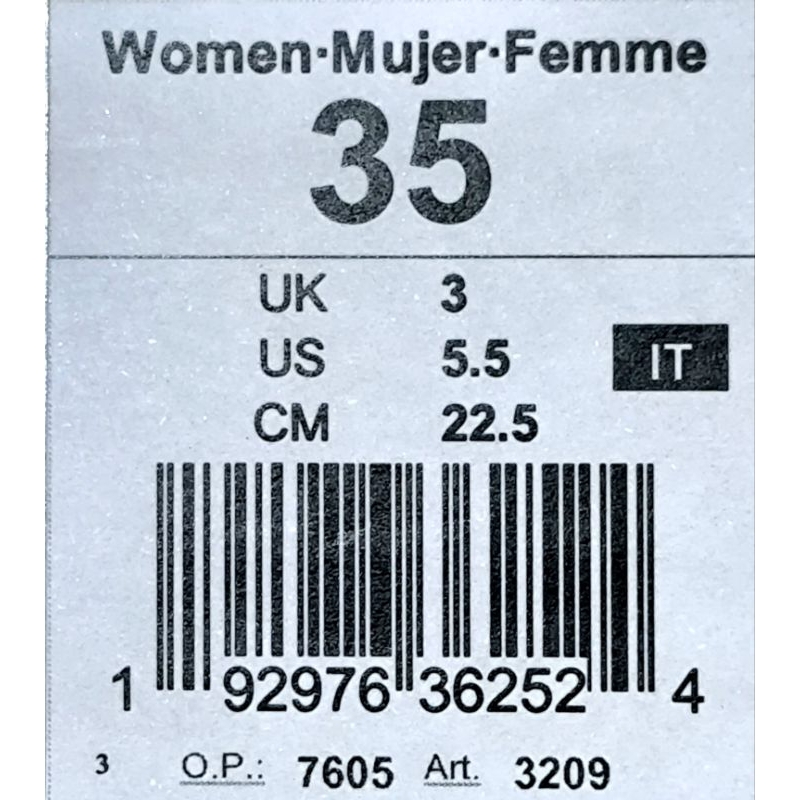 Women·Mujer·Femme
35
UK 3
US 5.5
IT
CM 22.5
1 92976 36252 4
3 O.P.: 7605 Art. 3209